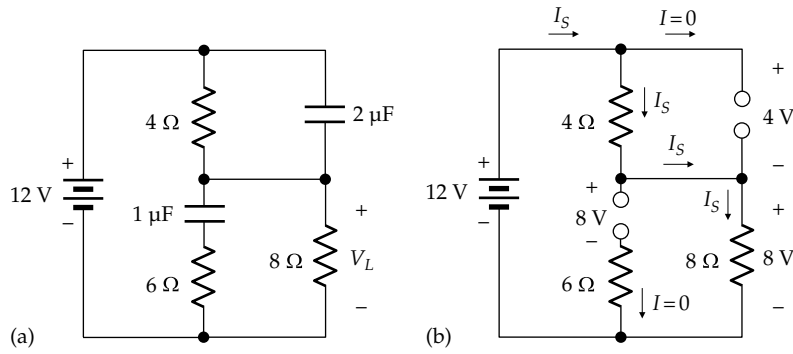 4 Ω
2 μF
+
12 V
−
1 μF
6 Ω
+
8 Ω
V_L
−
(a)
I_S
I = 0
+
4 Ω
I_S
4 V
I_S
−
+
12 V
−
+
8 V
−
I_S
+
6 Ω
I = 0
8 Ω
8 V
−
(b)